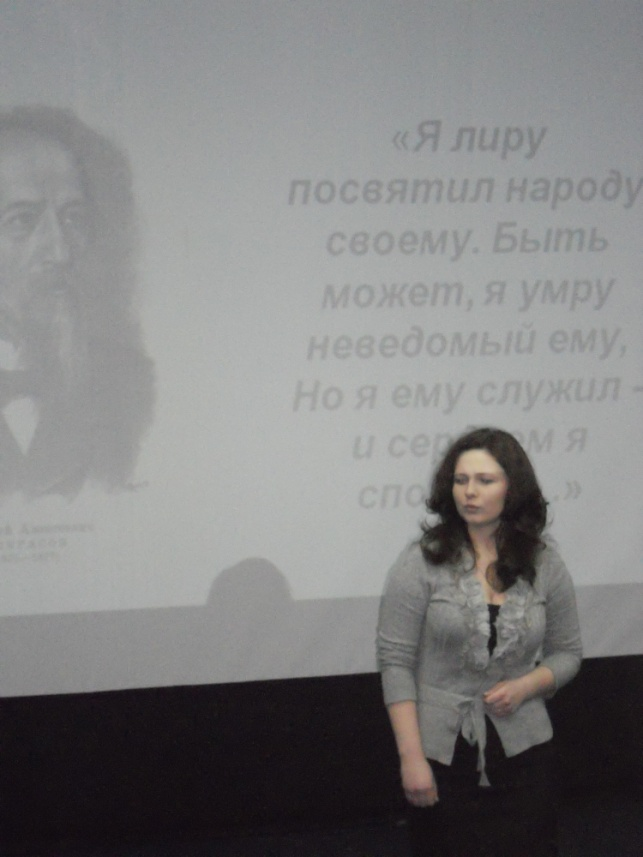 «Я лиру
посвятил народу
своему. Быть
может, я умру
неведомый ему,
Но я ему служил -
и я